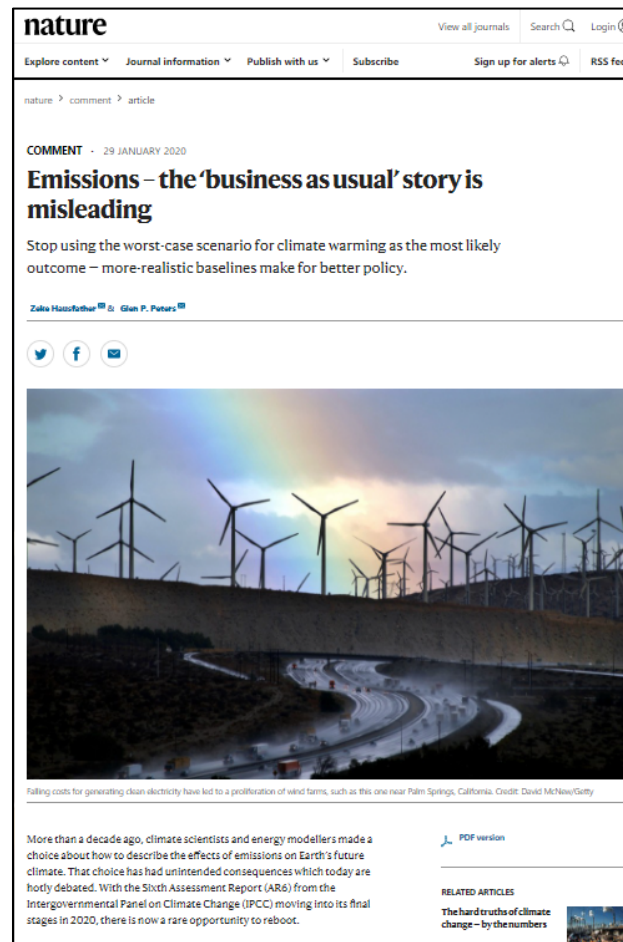 nature
View all journals Search Login
Explore content Journal information Publish with us Subscribe Sign up for alerts RSS fee
nature > comment > article
COMMENT · 29 JANUARY 2020
Emissions – the ‘business as usual’ story is
misleading
Stop using the worst-case scenario for climate warming as the most likely
outcome — more-realistic baselines make for better policy.
Zeke Hausfather & Glen P. Peters
Falling costs for generating clean electricity have led to a proliferation of wind farms, such as this one near Palm Springs, California. Credit: David McNew/Getty
More than a decade ago, climate scientists and energy modellers made a
choice about how to describe the effects of emissions on Earth’s future
climate. That choice has had unintended consequences which today are
hotly debated. With the Sixth Assessment Report (AR6) from the
Intergovernmental Panel on Climate Change (IPCC) moving into its final
stages in 2020, there is now a rare opportunity to reboot.
PDF version
RELATED ARTICLES
The hard truths of climate
change – by the numbers